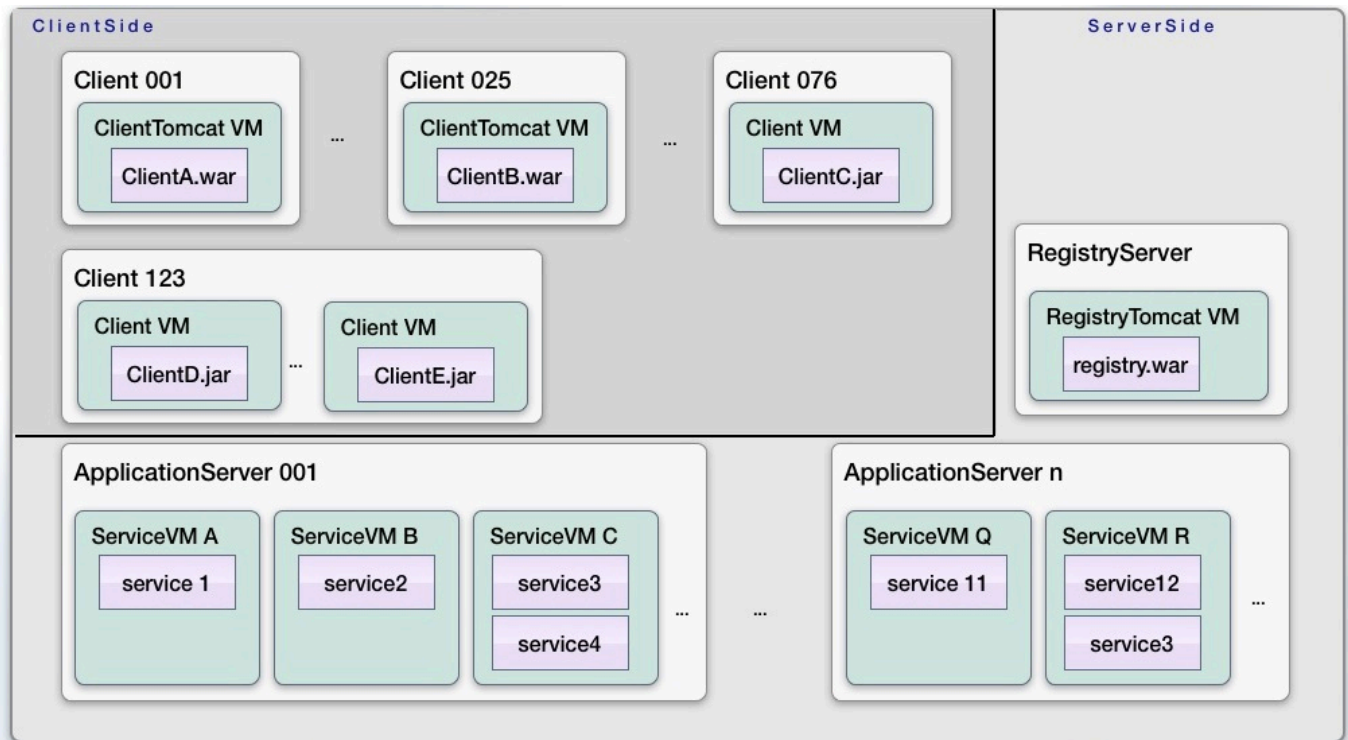 ClientSide
ServerSide
Client 001
ClientTomcat VM
ClientA.war
...
Client 025
ClientTomcat VM
ClientB.war
...
Client 076
Client VM
ClientC.jar
Client 123
Client VM
ClientD.jar
...
Client VM
ClientE.jar
RegistryServer
RegistryTomcat VM
registry.war
ApplicationServer 001
ServiceVM A
service 1
ServiceVM B
service2
ServiceVM C
service3
service4
...
...
ApplicationServer n
ServiceVM Q
service 11
ServiceVM R
service12
service3
...